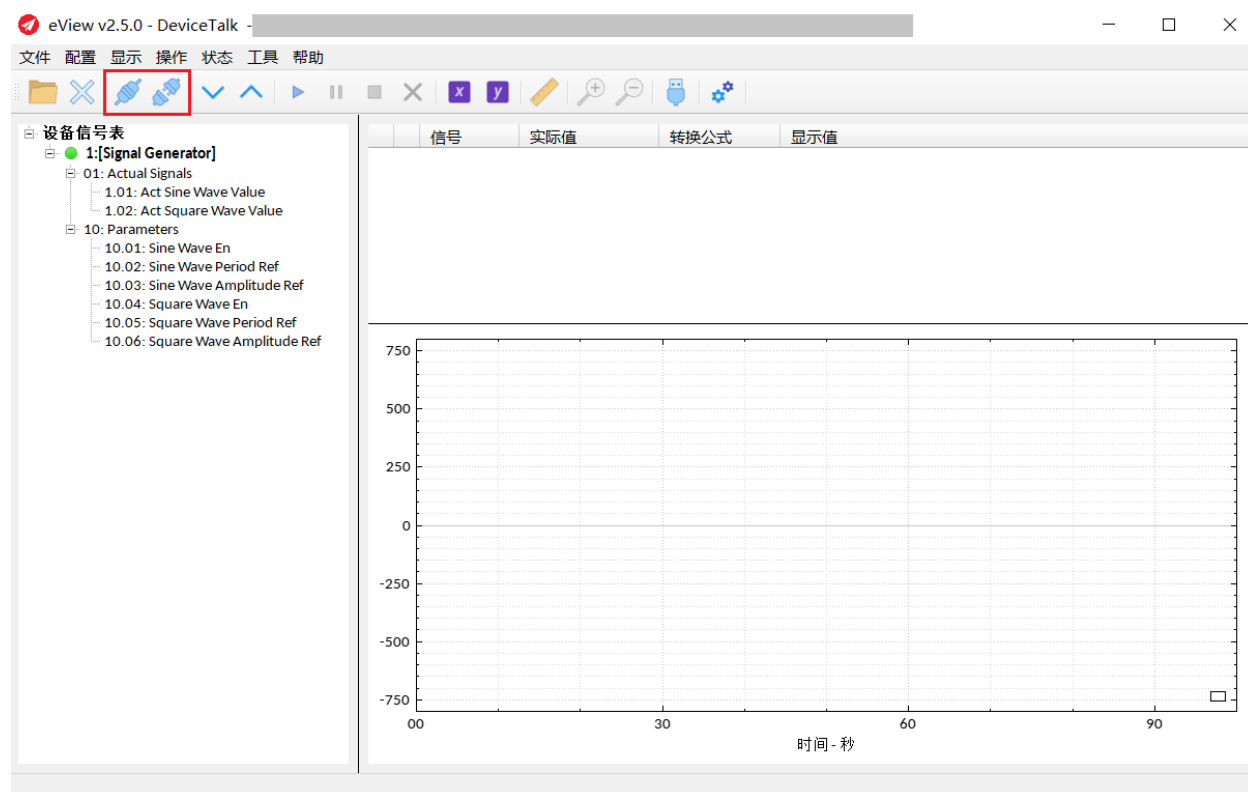 eView v2.5.0 - DeviceTalk -
文件 配置 显示 操作 状态 工具 帮助
x y
设备信号表
1:[Signal Generator]
01: Actual Signals
1.01: Act Sine Wave Value
1.02: Act Square Wave Value
10: Parameters
10.01: Sine Wave En
10.02: Sine Wave Period Ref
10.03: Sine Wave Amplitude Ref
10.04: Square Wave En
10.05: Square Wave Period Ref
10.06: Square Wave Amplitude Ref
信号 实际值 转换公式 显示值
750
500
250
0
-250
-500
-750
00 30 60 90
时间 - 秒